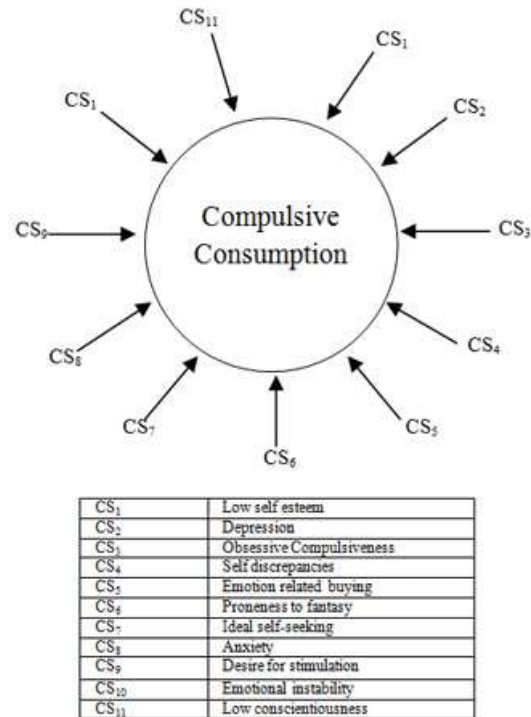 CS₁₁
CS₁
CS₁
CS₂
Compulsive
Consumption
CS₉
CS₃
CS₈
CS₄
CS₇
CS₅
CS₆
CS₁ Low self esteem
CS₂ Depression
CS₃ Obsessive Compulsiveness
CS₄ Self discrepancies
CS₅ Emotion related buying
CS₆ Proneness to fantasy
CS₇ Ideal self-seeking
CS₈ Anxiety
CS₉ Desire for stimulation
CS₁₀ Emotional instability
CS₁₁ Low conscientiousness